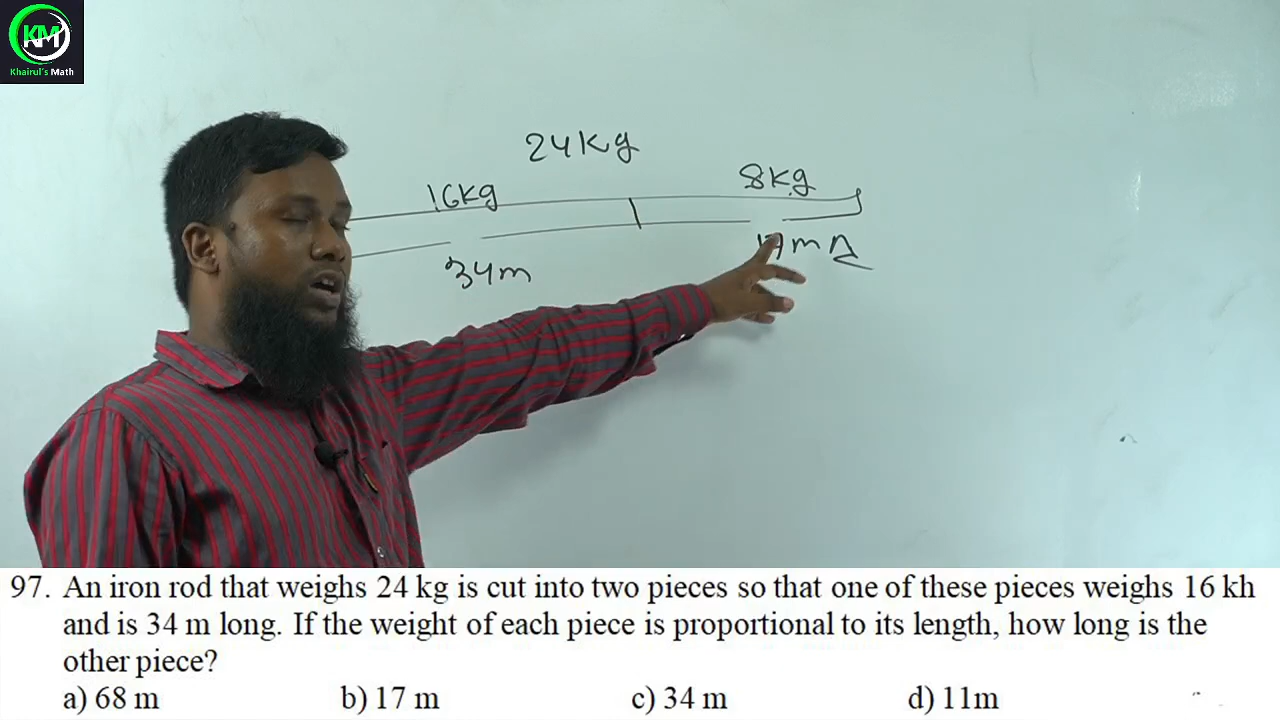 KM
Khairul's Math
24kg
16kg
8kg
34m
17m
97. An iron rod that weighs 24 kg is cut into two pieces so that one of these pieces weighs 16 kh
and is 34 m long. If the weight of each piece is proportional to its length, how long is the
other piece?
a) 68 m b) 17 m c) 34 m d) 11m